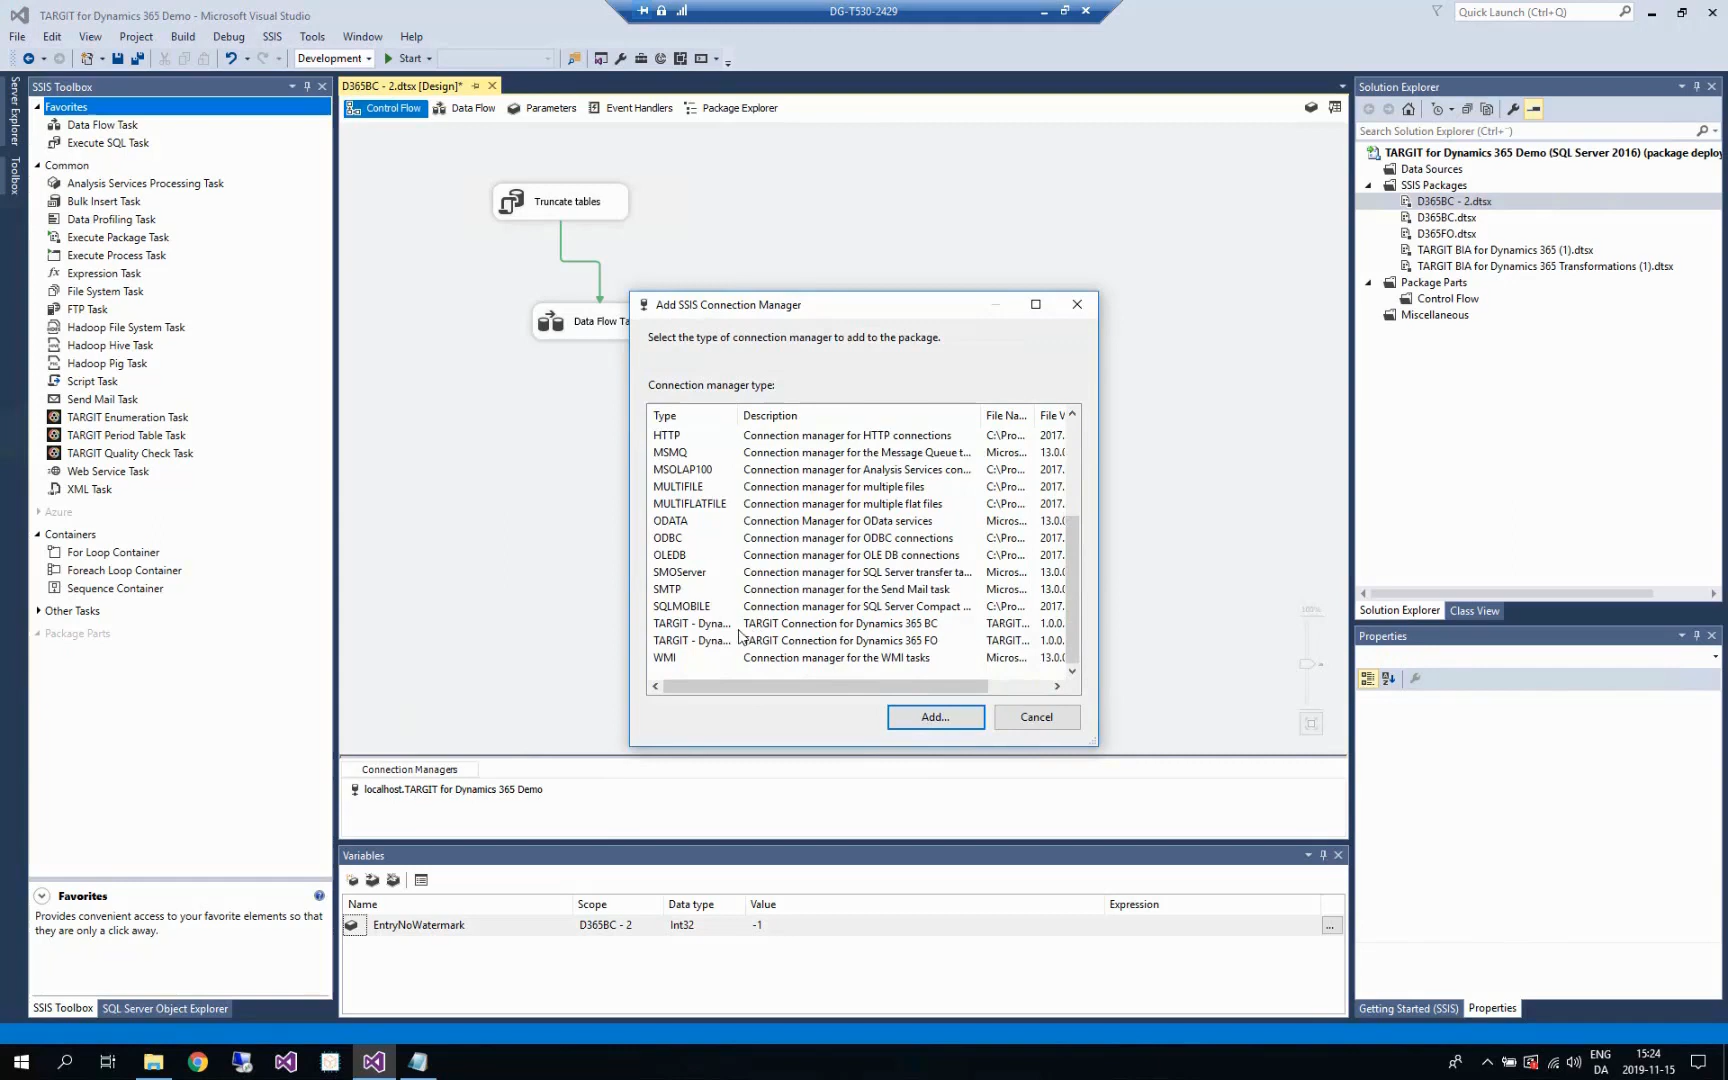 TARGIT for Dynamics 365 Demo - Microsoft Visual Studio
DG-T530-2429
Quick Launch (Ctrl+Q)
File Edit View Project Build Debug SSIS Tools Window Help
Development Start
Server Explorer
Toolbox
SSIS Toolbox
Favorites
Data Flow Task
Execute SQL Task
Common
Analysis Services Processing Task
Bulk Insert Task
Data Profiling Task
Execute Package Task
Execute Process Task
Expression Task
File System Task
FTP Task
Hadoop File System Task
Hadoop Hive Task
Hadoop Pig Task
Script Task
Send Mail Task
TARGIT Enumeration Task
TARGIT Period Table Task
TARGIT Quality Check Task
Web Service Task
XML Task
Azure
Containers
For Loop Container
Foreach Loop Container
Sequence Container
Other Tasks
Package Parts
Favorites
Provides convenient access to your favorite elements so that
they are only a click away.
SSIS Toolbox SQL Server Object Explorer
D365BC - 2.dtsx [Design]*
Control Flow Data Flow Parameters Event Handlers Package Explorer
Truncate tables
Data Flow Ta
100%
Add SSIS Connection Manager
Select the type of connection manager to add to the package.
Connection manager type:
Type Description File Na... File V
HTTP Connection manager for HTTP connections C:\Pro... 2017.
MSMQ Connection manager for the Message Queue t... Micros... 13.0.0
MSOLAP100 Connection manager for Analysis Services con... C:\Pro... 2017.
MULTIFILE Connection manager for multiple files C:\Pro... 2017.
MULTIFLATFILE Connection manager for multiple flat files C:\Pro... 2017.
ODATA Connection Manager for OData services Micros... 13.0.0
ODBC Connection manager for ODBC connections C:\Pro... 2017.
OLEDB Connection manager for OLE DB connections C:\Pro... 2017.
SMOServer Connection manager for SQL Server transfer ta... Micros... 13.0.0
SMTP Connection manager for the Send Mail task Micros... 13.0.0
SQLMOBILE Connection manager for SQL Server Compact ... C:\Pro... 2017.
TARGIT - Dyna... TARGIT Connection for Dynamics 365 BC TARGIT... 1.0.0.
TARGIT - Dyna... TARGIT Connection for Dynamics 365 FO TARGIT... 1.0.0.
WMI Connection manager for the WMI tasks Micros... 13.0.0
Add... Cancel
Connection Managers
localhost.TARGIT for Dynamics 365 Demo
Variables
Name Scope Data type Value Expression
EntryNoWatermark D365BC - 2 Int32 -1 ...
Solution Explorer
Search Solution Explorer (Ctrl+¨)
TARGIT for Dynamics 365 Demo (SQL Server 2016) (package deploy
Data Sources
SSIS Packages
D365BC - 2.dtsx
D365BC.dtsx
D365FO.dtsx
TARGIT BIA for Dynamics 365 (1).dtsx
TARGIT BIA for Dynamics 365 Transformations (1).dtsx
Package Parts
Control Flow
Miscellaneous
Solution Explorer Class View
Properties
Getting Started (SSIS) Properties
ENG
DA
15:24
2019-11-15